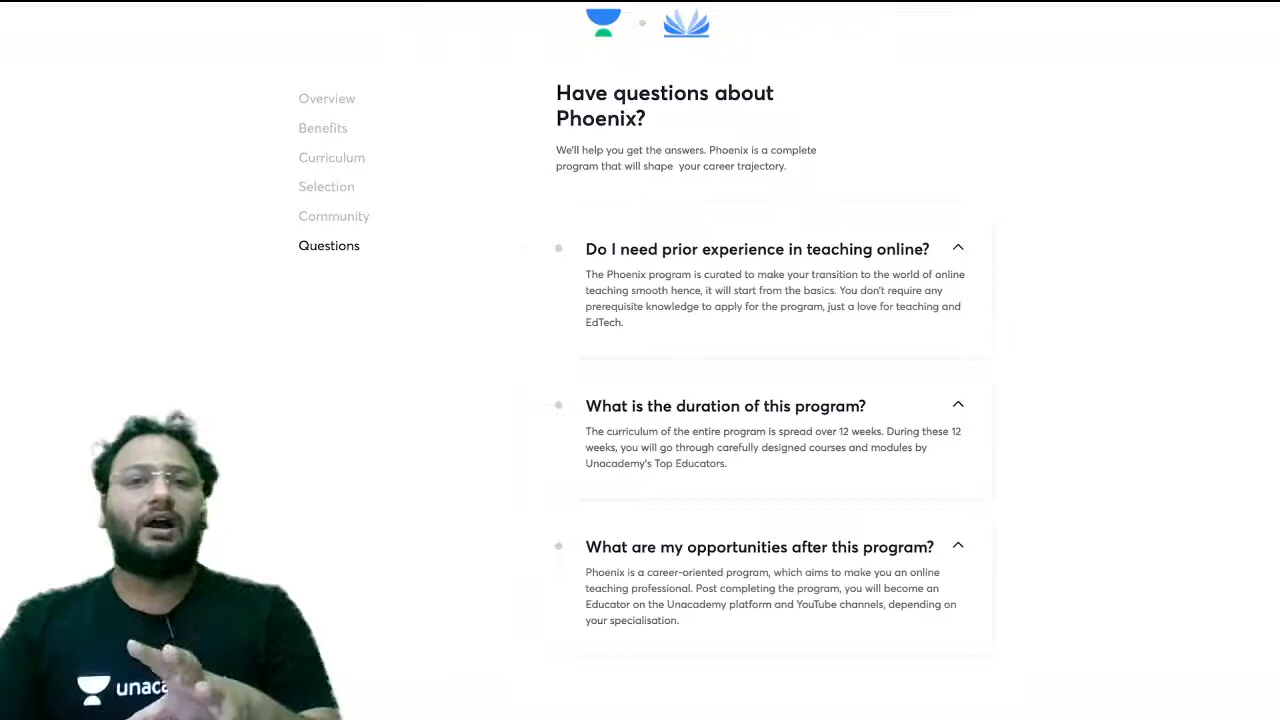 Overview
Benefits
Curriculum
Selection
Community
Questions
Have questions about
Phoenix?
We'll help you get the answers. Phoenix is a complete
program that will shape your career trajectory.
Do I need prior experience in teaching online?
The Phoenix program is curated to make your transition to the world of online
teaching smooth hence, it will start from the basics. You don't require any
prerequisite knowledge to apply for the program, just a love for teaching and
EdTech.
What is the duration of this program?
The curriculum of the entire program is spread over 12 weeks. During these 12
weeks, you will go through carefully designed courses and modules by
Unacademy's Top Educators.
What are my opportunities after this program?
Phoenix is a career-oriented program, which aims to make you an online
teaching professional. Post completing the program, you will become an
Educator on the Unacademy platform and YouTube channels, depending on
your specialisation.